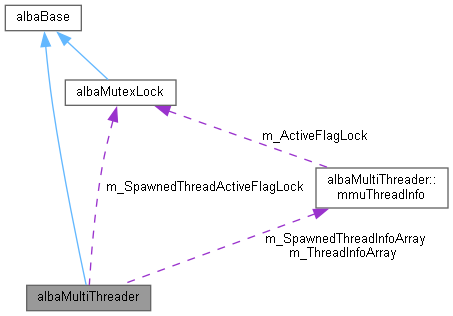 albaBase
albaMutexLock
m_ActiveFlagLock
albaMultiThreader::
mmuThreadInfo
m_SpawnedThreadActiveFlagLock
m_SpawnedThreadInfoArray
m_ThreadInfoArray
albaMultiThreader